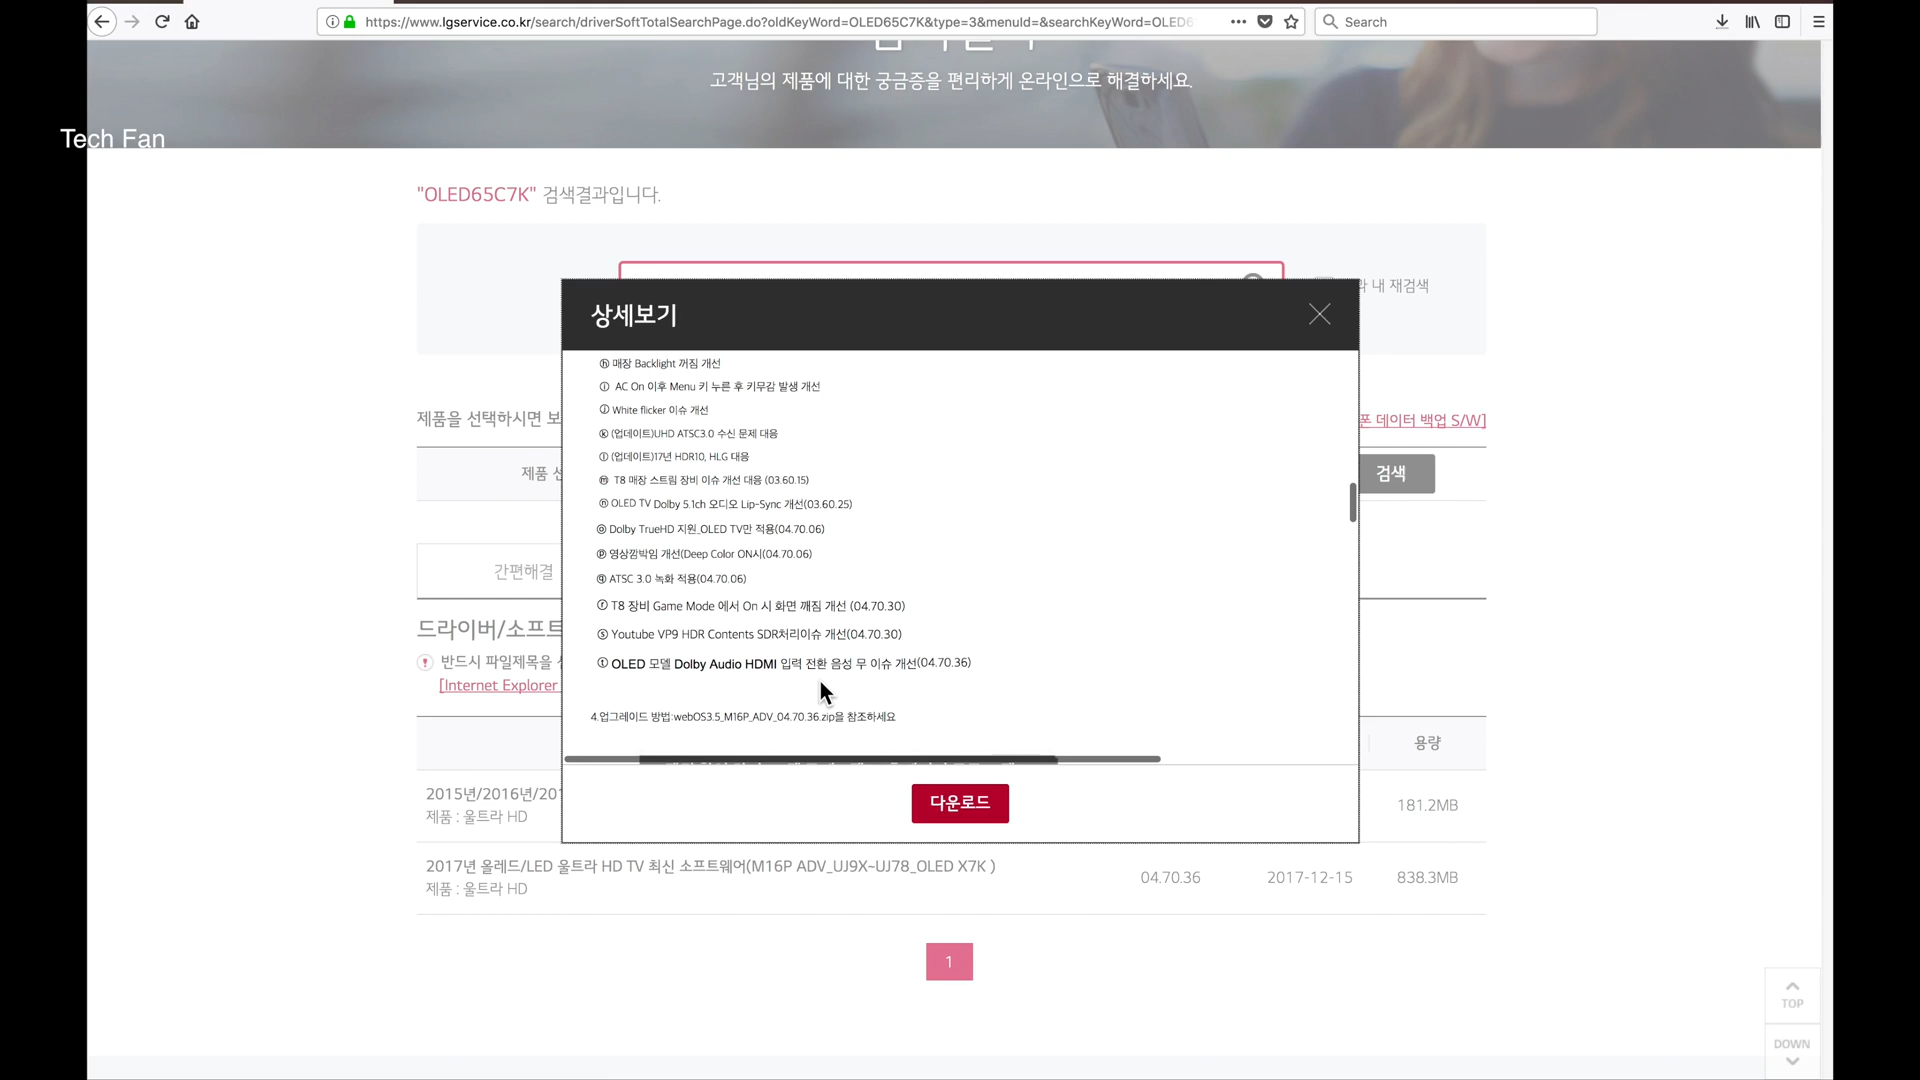 https://www.lgservice.co.kr/search/driverSoftTotalSearchPage.do?oldKeyWord=OLED65C7K&type=3&menuId=&searchKeyWord=OLED6
Search
고객님의 제품에 대한 궁금증을 편리하게 온라인으로 해결하세요.
Tech Fan
"OLED65C7K" 검색결과입니다.
내 재검색
상세보기
ⓗ 매장 Backlight 꺼짐 개선
ⓘ AC On 이후 Menu 키 누른 후 키무감 발생 개선
ⓙ White flicker 이슈 개선
제품을 선택하시면 보
폰 데이터 백업 S/W]
ⓚ (업데이트)UHD ATSC3.0 수신 문제 대응
ⓛ (업데이트)17년 HDR10, HLG 대응
제품 선
검색
ⓜ T8 매장 스트림 장비 이슈 개선 대응 (03.60.15)
ⓝ OLED TV Dolby 5.1ch 오디오 Lip-Sync 개선(03.60.25)
ⓞ Dolby TrueHD 지원_OLED TV만 적용(04.70.06)
ⓟ 영상깜박임 개선(Deep Color ON시(04.70.06)
간편해결
ⓠ ATSC 3.0 녹화 적용(04.70.06)
ⓡ T8 장비 Game Mode 에서 On 시 화면 깨짐 개선 (04.70.30)
드라이버/소프트
ⓢ Youtube VP9 HDR Contents SDR처리이슈 개선(04.70.30)
반드시 파일제목을
ⓣ OLED 모델 Dolby Audio HDMI 입력 전환 음성 무 이슈 개선(04.70.36)
[Internet Explorer
4.업그레이드 방법:webOS3.5_M16P_ADV_04.70.36.zip을 참조하세요
용량
2015년/2016년/201
제품 : 울트라 HD
181.2MB
다운로드
2017년 올레드/LED 울트라 HD TV 최신 소프트웨어(M16P ADV_UJ9X~UJ78_OLED X7K )
제품 : 울트라 HD
04.70.36
2017-12-15
838.3MB
1
TOP
DOWN